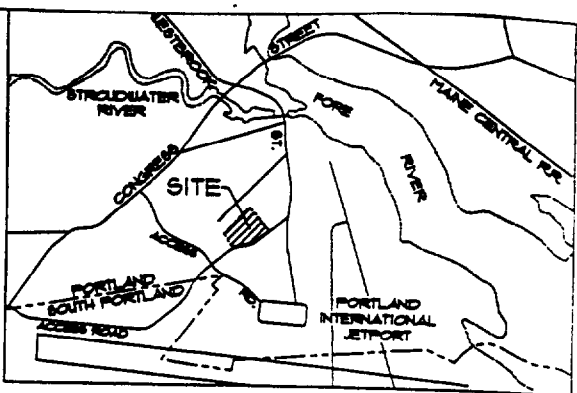 WESTBROOK
STREET
STROUDWATER
RIVER
FORE
RIVER
MAINE CENTRAL R.R.
CONGRESS
ST.
SITE
ACCESS
RD.
PORTLAND
SOUTH PORTLAND
ACCESS ROAD
PORTLAND
INTERNATIONAL
JETPORT